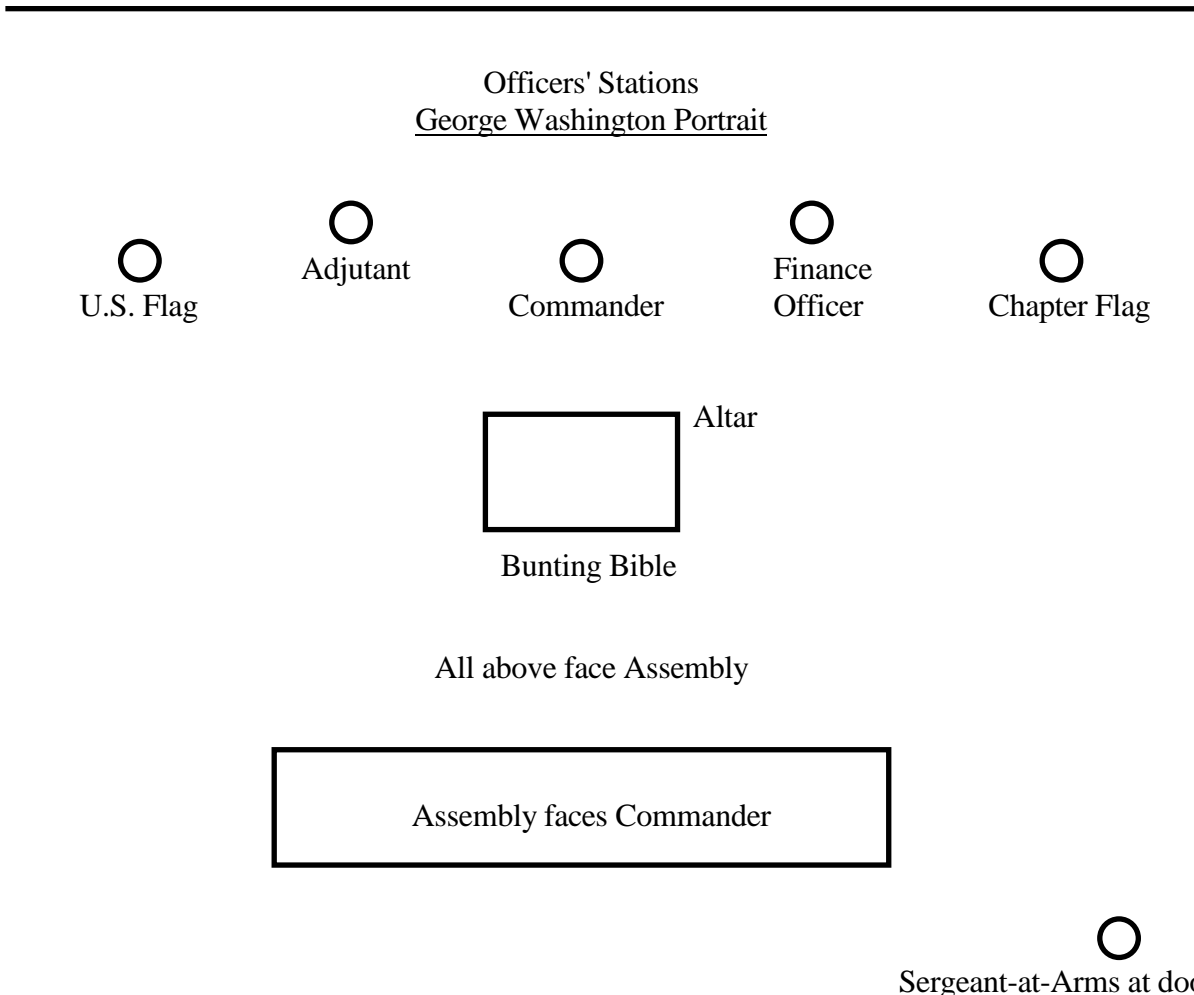 Officers' Stations
George Washington Portrait
Adjutant
Finance
U.S. Flag
Commander
Officer
Chapter Flag
Altar
Bunting Bible
All above face Assembly
Assembly faces Commander
Sergeant-at-Arms at